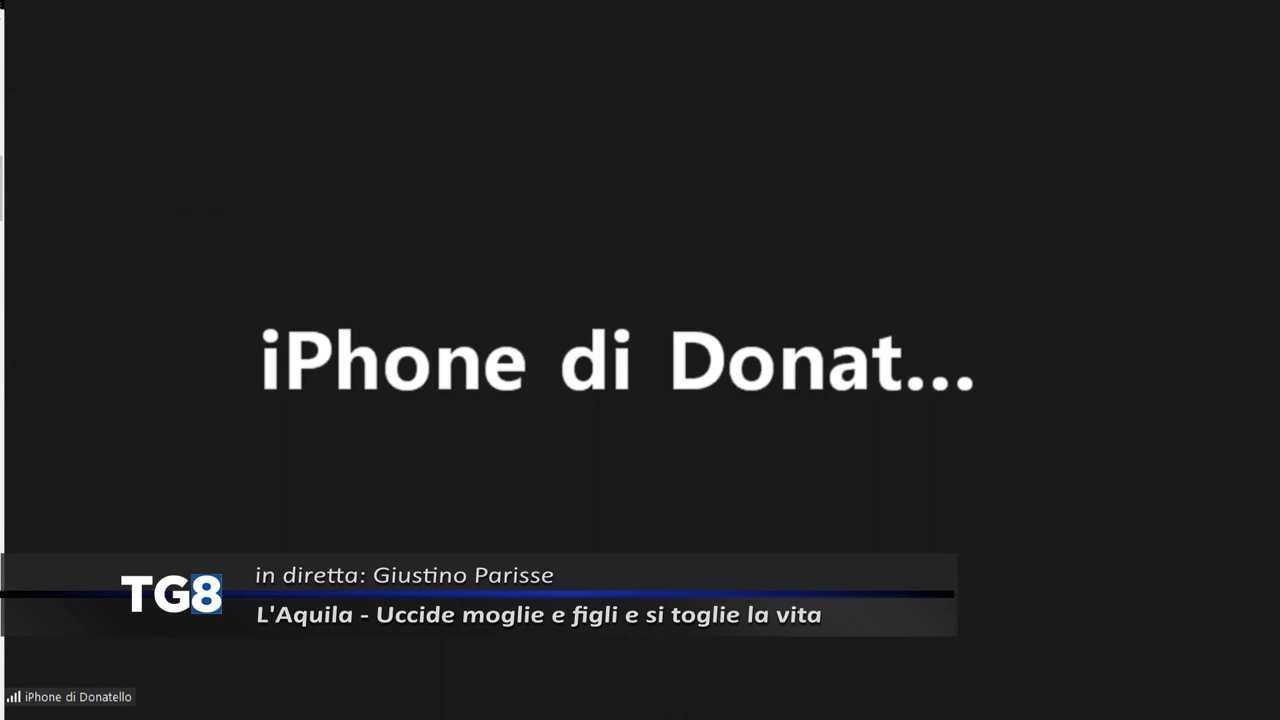 iPhone di Donat...
in diretta: Giustino Parisse
TG8
L'Aquila - Uccide moglie e figli e si toglie la vita
iPhone di Donatello